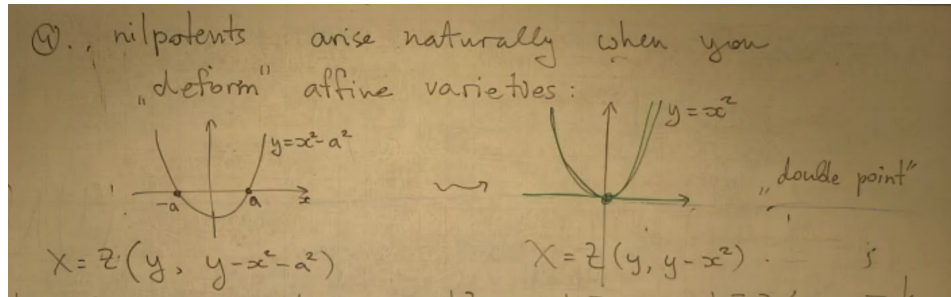 ④., nilpotents arise naturally when you
„deform" affine varieties:
y=x²-a²
y=x²
-a a x
„double point"
X=Z(y, y-x²-a²)
X=Z(y, y-x²).